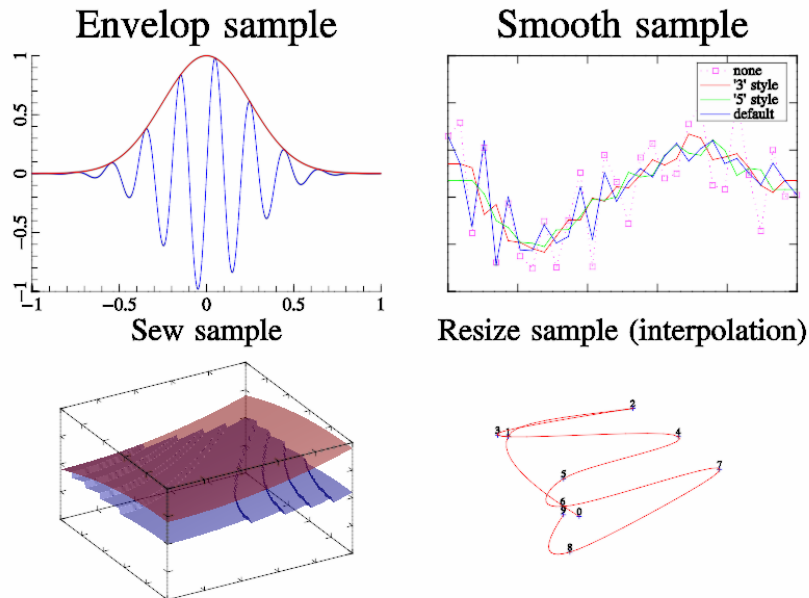 Envelop sample
1
0.5
0
−0.5
−1
−1
−0.5
0
0.5
1
Smooth sample
none
'3' style
'5' style
default
Sew sample
Resize sample (interpolation)
2
3
1
4
7
5
6
9
0
8